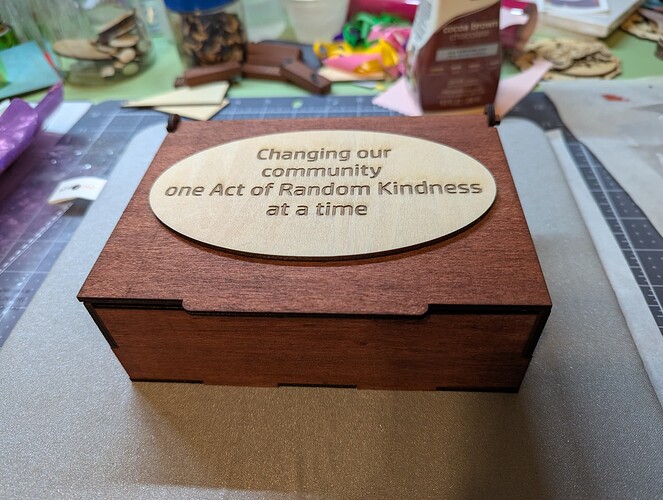 Changing our
community
one Act of Random Kindness
at a time
cocoa brown